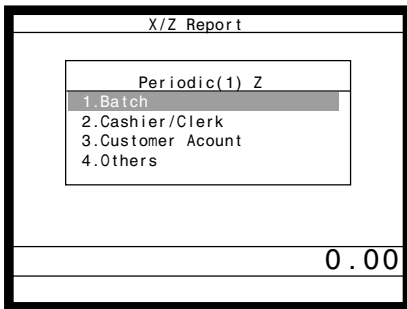 X/Z Report
Periodic(1) Z
1.Batch
2.Cashier/Clerk
3.Customer Acount
4.Others
0.00